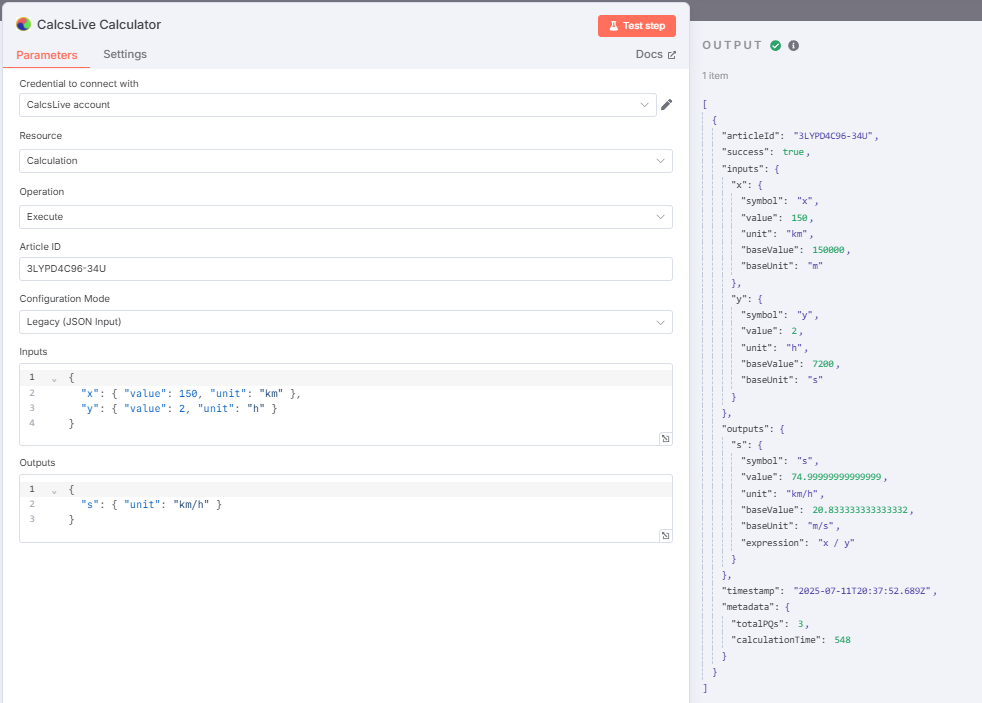 CalcsLive Calculator
Test step
Parameters
Settings
Docs
Credential to connect with
CalcsLive account
Resource
Calculation
Operation
Execute
Article ID
3LYPD4C96-34U
Configuration Mode
Legacy (JSON Input)
Inputs
1 {
2 "x": { "value": 150, "unit": "km" },
3 "y": { "value": 2, "unit": "h" }
4 }
Outputs
1 {
2 "s": { "unit": "km/h" }
3 }
OUTPUT
1 item
[
{
"articleId": "3LYPD4C96-34U",
"success": true,
"inputs": {
"x": {
"symbol": "x",
"value": 150,
"unit": "km",
"baseValue": 150000,
"baseUnit": "m"
},
"y": {
"symbol": "y",
"value": 2,
"unit": "h",
"baseValue": 7200,
"baseUnit": "s"
}
},
"outputs": {
"s": {
"symbol": "s",
"value": 74.99999999999999,
"unit": "km/h",
"baseValue": 20.833333333333332,
"baseUnit": "m/s",
"expression": "x / y"
}
},
"timestamp": "2025-07-11T20:37:52.689Z",
"metadata": {
"totalPQs": 3,
"calculationTime": 548
}
}
]